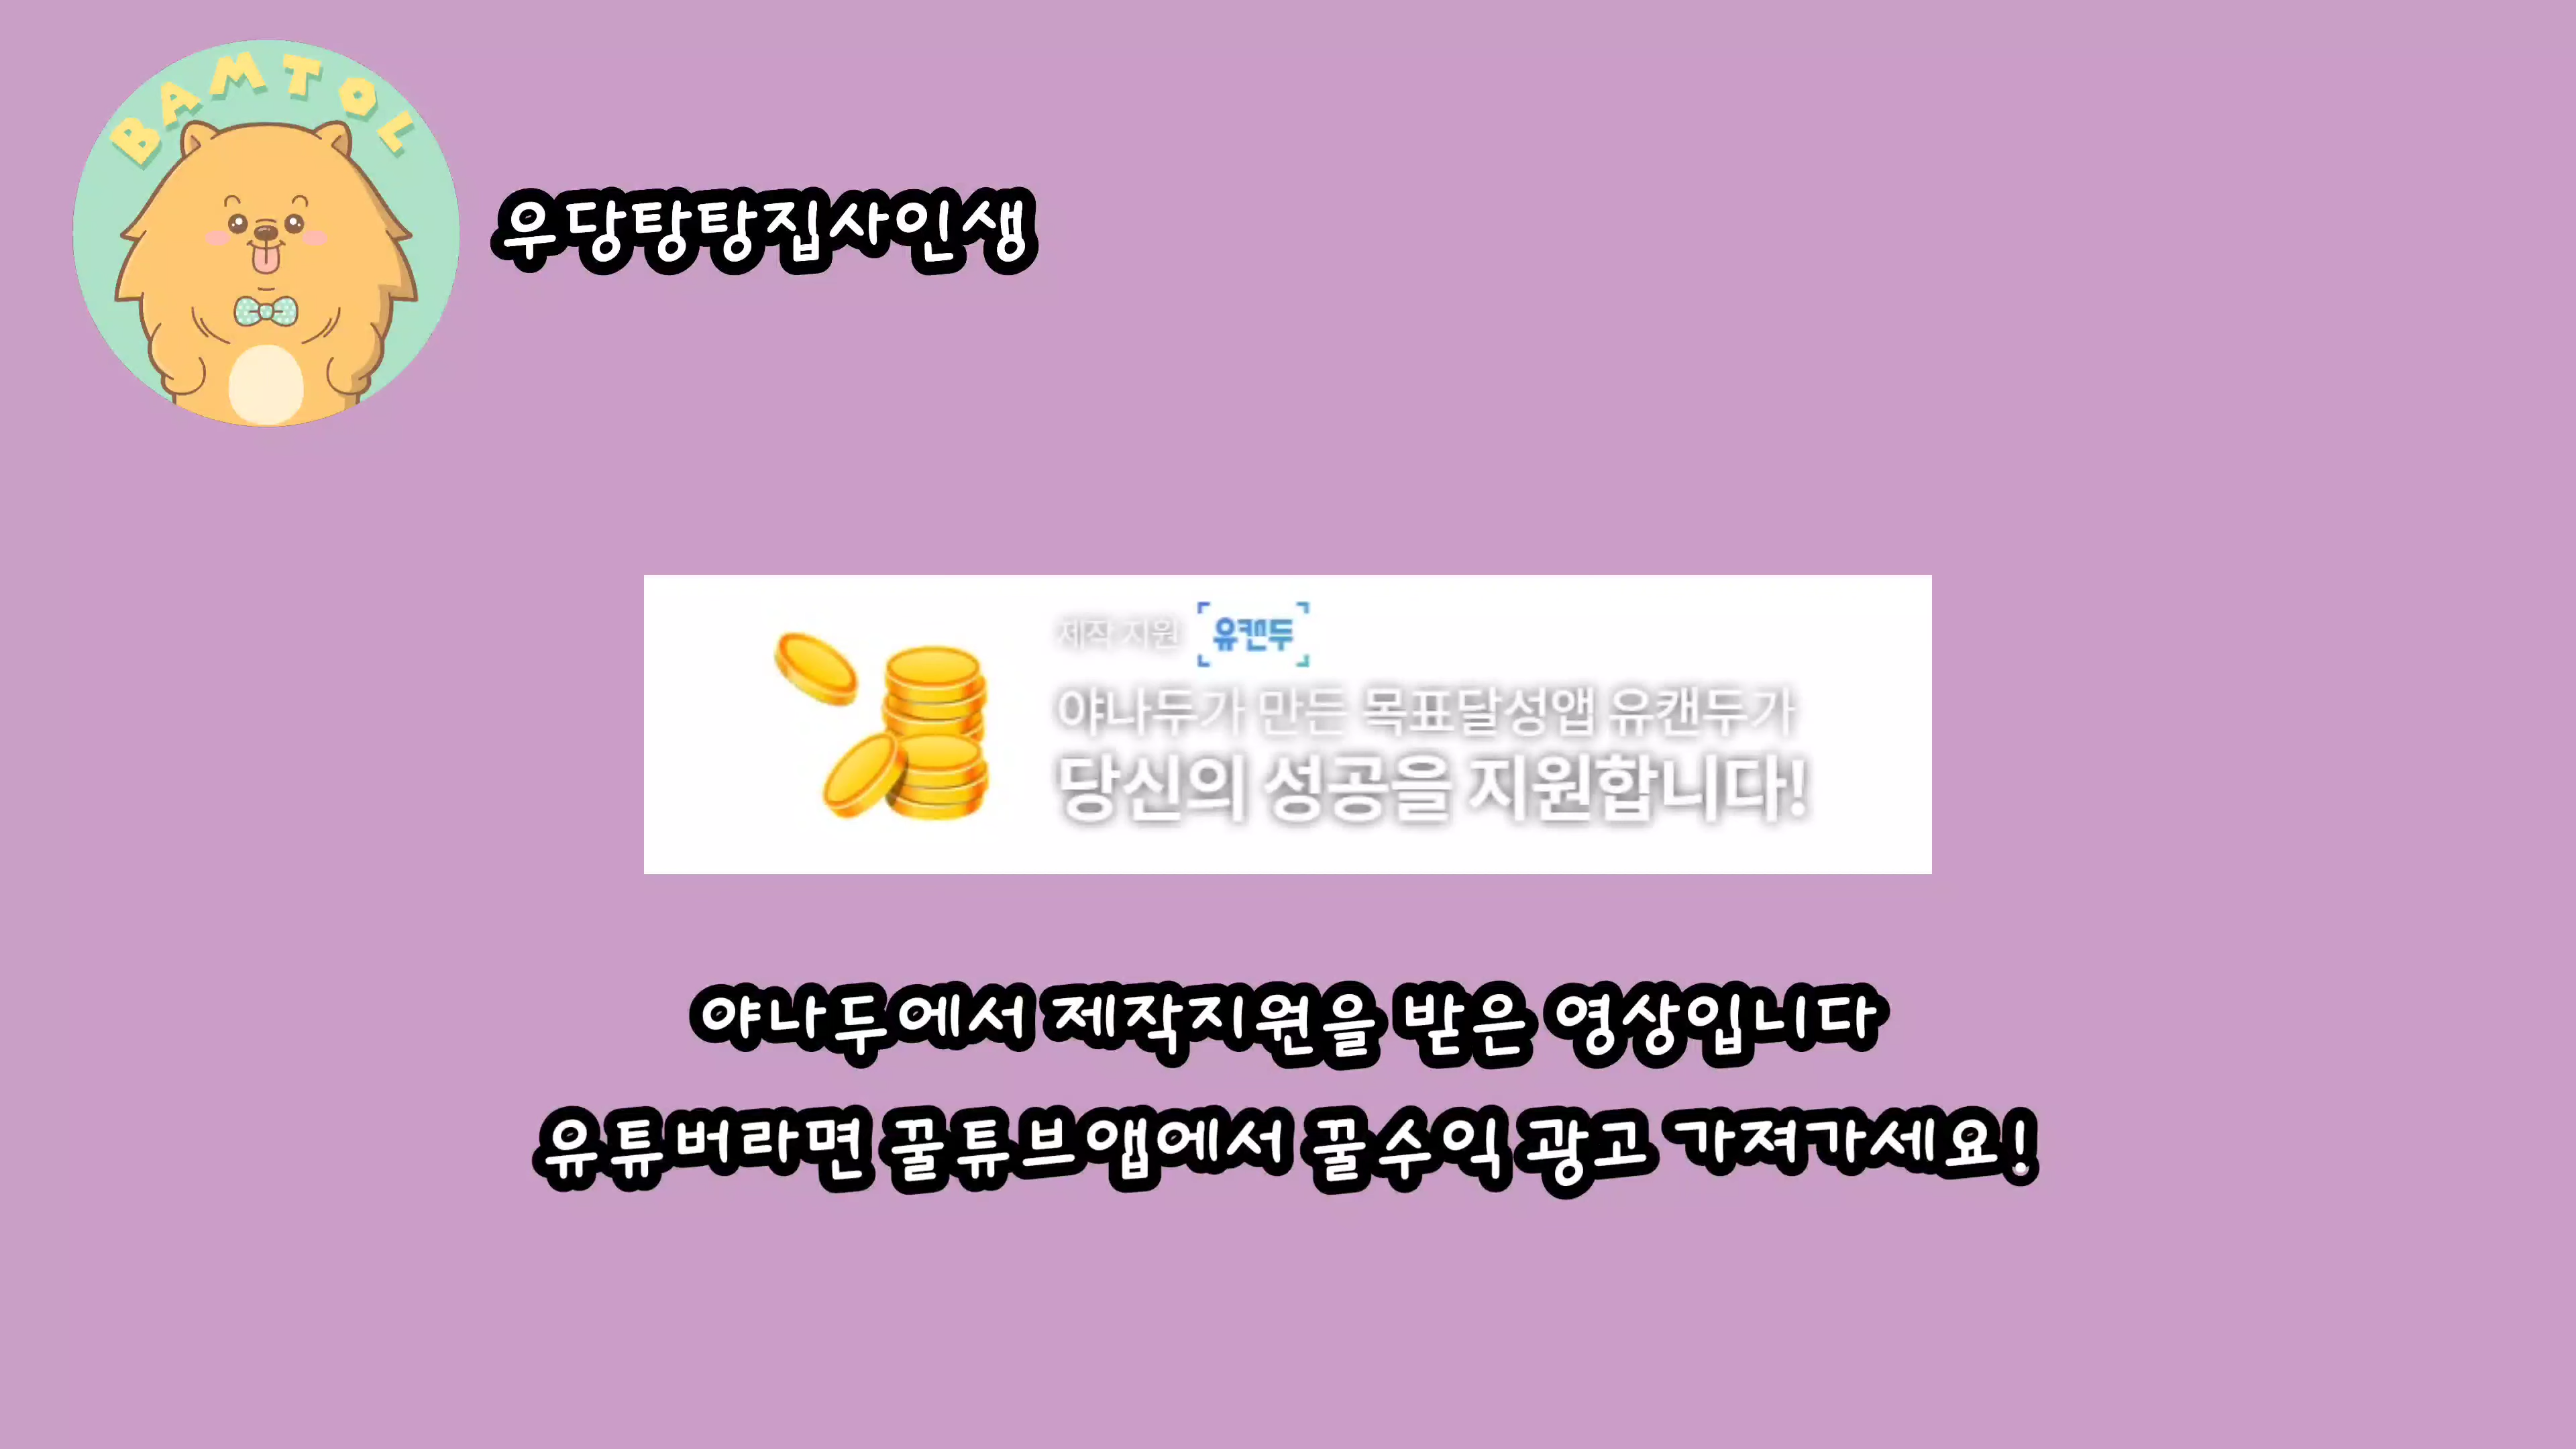 BAMTOL
우당탕탕집사인생
제작 지원 유캔두
야나두가 만든 목표달성앱 유캔두가
당신의 성공을 지원합니다!
야나두에서 제작지원을 받은 영상입니다
유튜버라면 꿀튜브앱에서 꿀수익 광고 가져가세요!